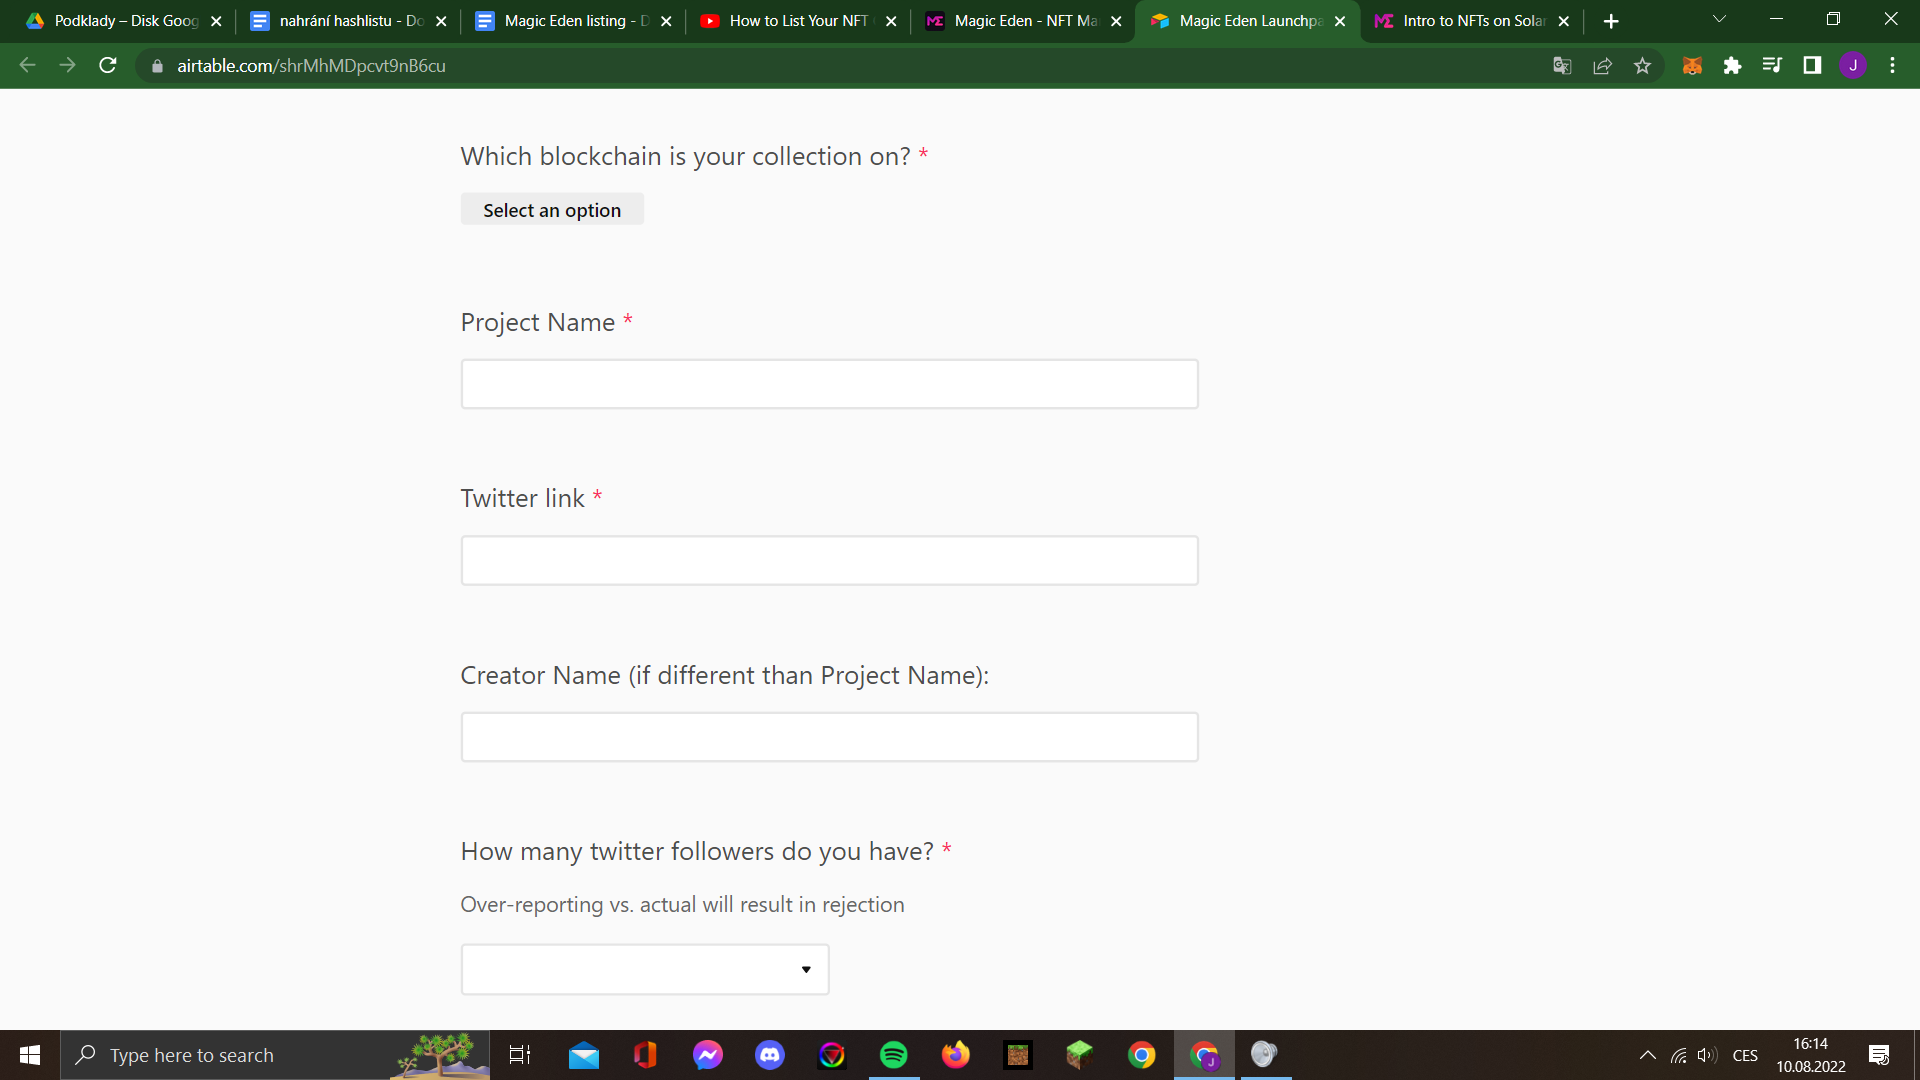 Podklady – Disk Goog
nahrání hashlistu - Do
Magic Eden listing - D
How to List Your NFT
Magic Eden - NFT Ma
Magic Eden Launchpa
Intro to NFTs on Solan
airtable.com/shrMhMDpcvt9nB6cu
J
Which blockchain is your collection on? *
Select an option
Project Name *
Twitter link *
Creator Name (if different than Project Name):
How many twitter followers do you have? *
Over-reporting vs. actual will result in rejection
Type here to search
J
CES
16:14
10.08.2022